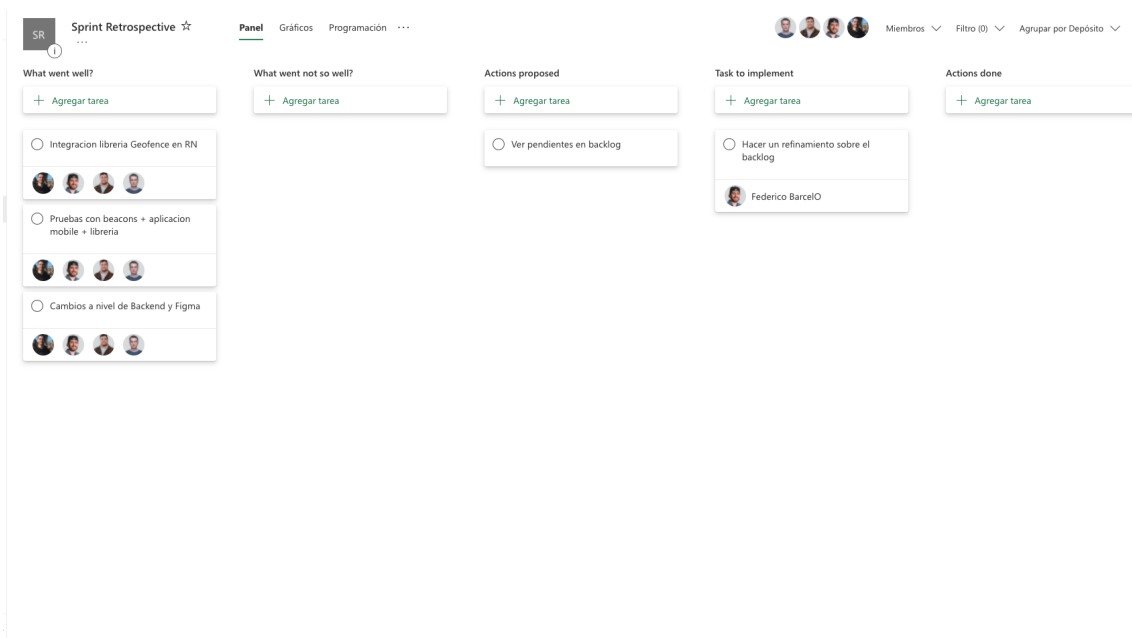 SR
Sprint Retrospective
Panel
Gráficos
Programación
Miembros
Filtro (0)
Agrupar por Depósito
What went well?
Agregar tarea
Integracion libreria Geofence en RN
Pruebas con beacons + aplicacion
mobile + libreria
Cambios a nivel de Backend y Figma
What went not so well?
Agregar tarea
Actions proposed
Agregar tarea
Ver pendientes en backlog
Task to implement
Agregar tarea
Hacer un refinamiento sobre el
backlog
Federico BarcelO
Actions done
Agregar tarea